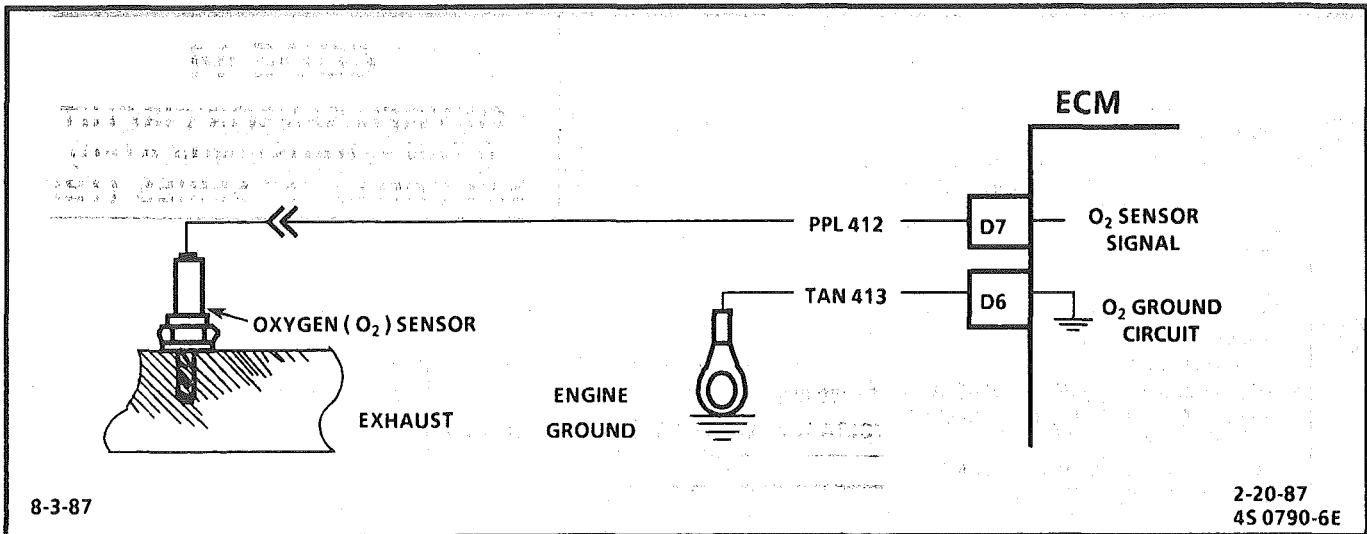 ECM
PPL 412
D7
O₂ SENSOR
SIGNAL
TAN 413
D6
O₂ GROUND
CIRCUIT
OXYGEN ( O₂ ) SENSOR
EXHAUST
ENGINE
GROUND
8-3-87
2-20-87
4S 0790-6E